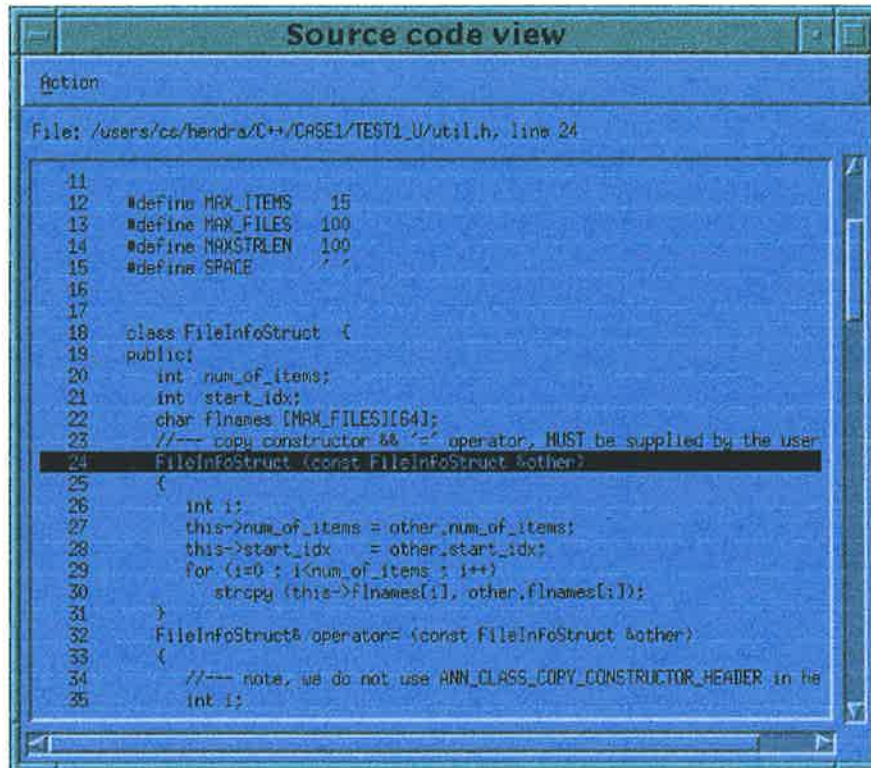 Source code view
Action
File: /users/cs/hendra/C++/CASE1/TEST1_U/util.h, line 24
11
12 #define MAX_ITEMS 15
13 #define MAX_FILES 100
14 #define MAXSTRLEN 100
15 #define SPACE ' '
16
17
18 class FileInfoStruct {
19 public:
20 int num_of_items;
21 int start_idx;
22 char flnames [MAX_FILES][64];
23 //--- copy constructor && '=' operator, MUST be supplied by the user
24 FileInfoStruct (const FileInfoStruct &other)
25 {
26 int i;
27 this->num_of_items = other.num_of_items;
28 this->start_idx = other.start_idx;
29 for (i=0 ; i<num_of_items ; i++)
30 strcpy (this->flnames[i], other.flnames[i]);
31 }
32 FileInfoStruct& operator= (const FileInfoStruct &other)
33 {
34 //--- note, we do not use ANN_CLASS_COPY_CONSTRUCTOR_HEADER in he
35 int i;